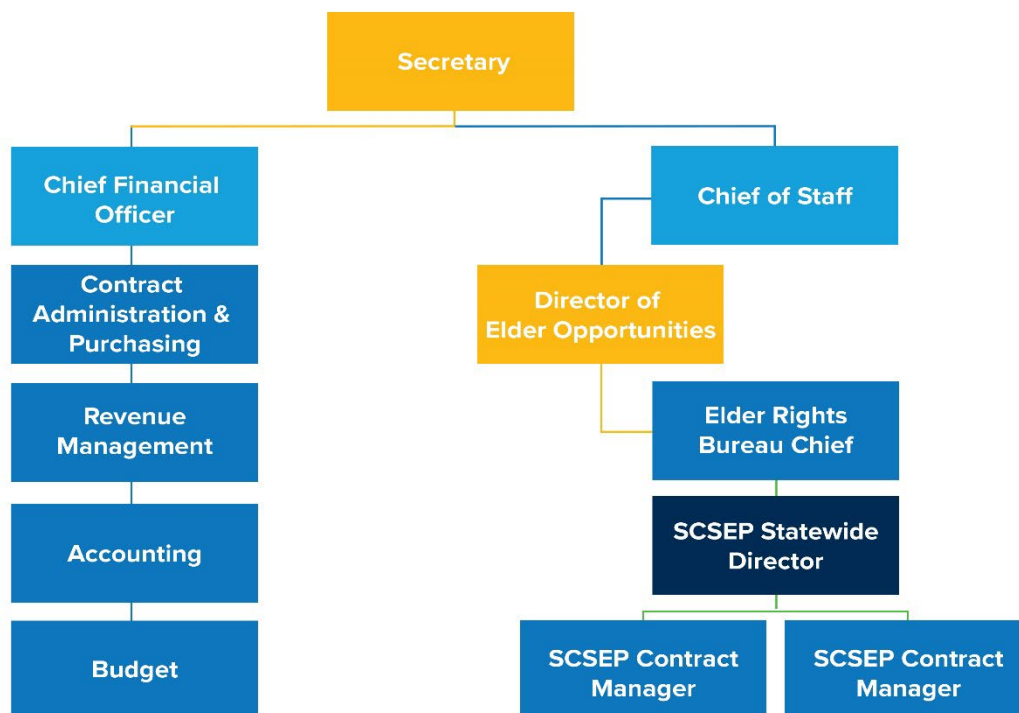 Secretary
Chief Financial
Officer
Chief of Staff
Contract
Administration &
Purchasing
Director of
Elder Opportunities
Revenue
Management
Elder Rights
Bureau Chief
Accounting
SCSEP Statewide
Director
Budget
SCSEP Contract
Manager
SCSEP Contract
Manager